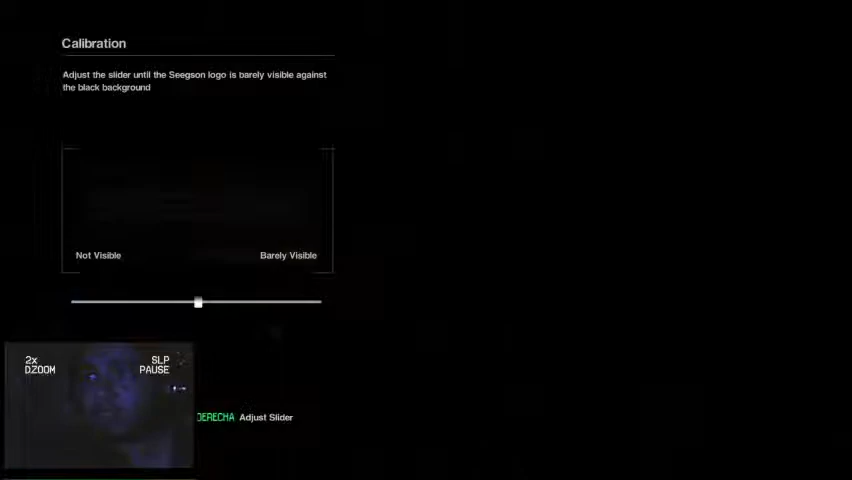 Calibration
Adjust the slider until the Seegson logo is barely visible against
the black background
Not Visible
Barely Visible
2x
SLP
DZOOM
PAUSE
DERECHA Adjust Slider